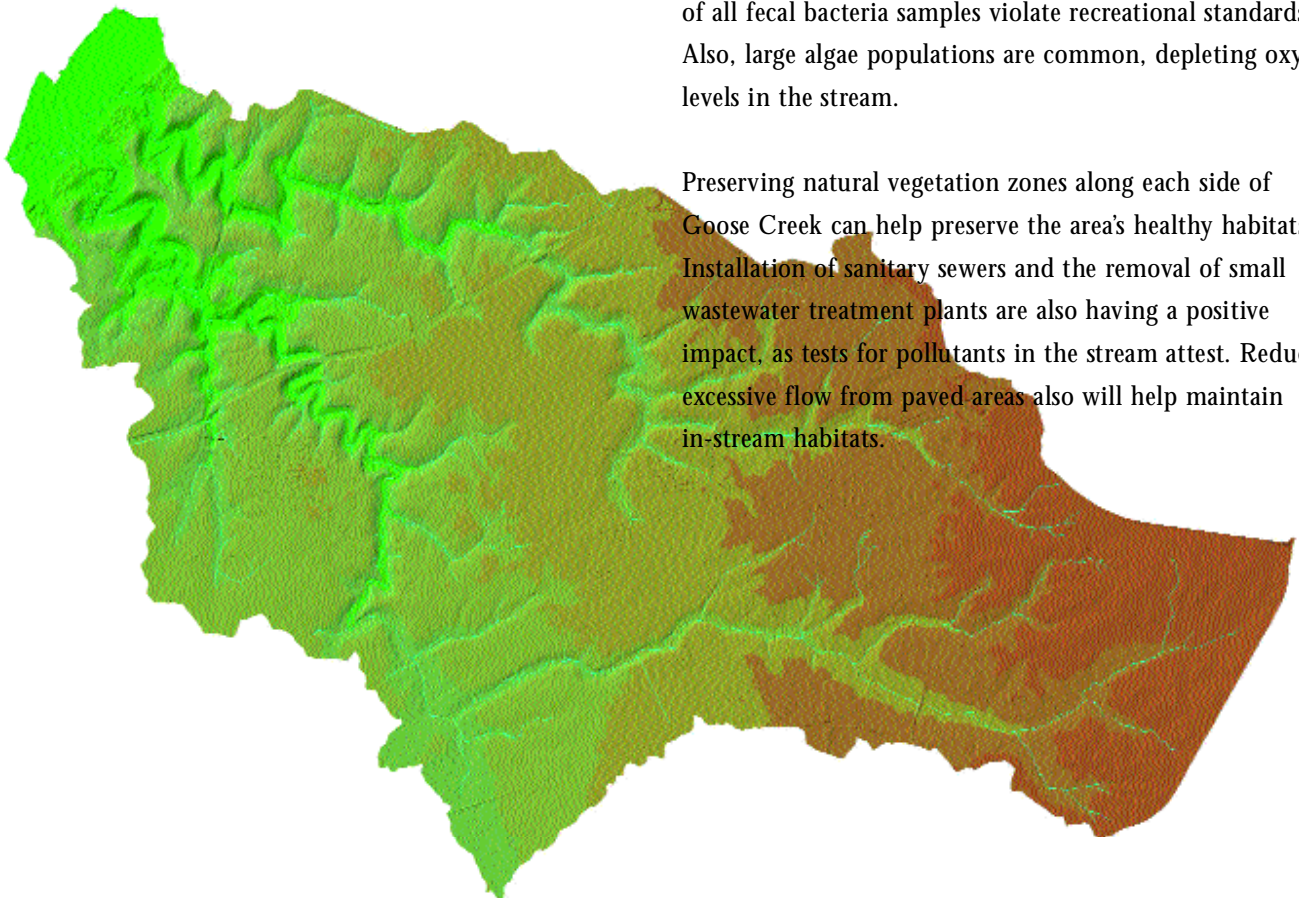 of all fecal bacteria samples violate recreational standards
Also, large algae populations are common, depleting oxy
levels in the stream.
Preserving natural vegetation zones along each side of
Goose Creek can help preserve the area's healthy habitats
Installation of sanitary sewers and the removal of small
wastewater treatment plants are also having a positive
impact, as tests for pollutants in the stream attest. Reduc
excessive flow from paved areas also will help maintain
in-stream habitats.